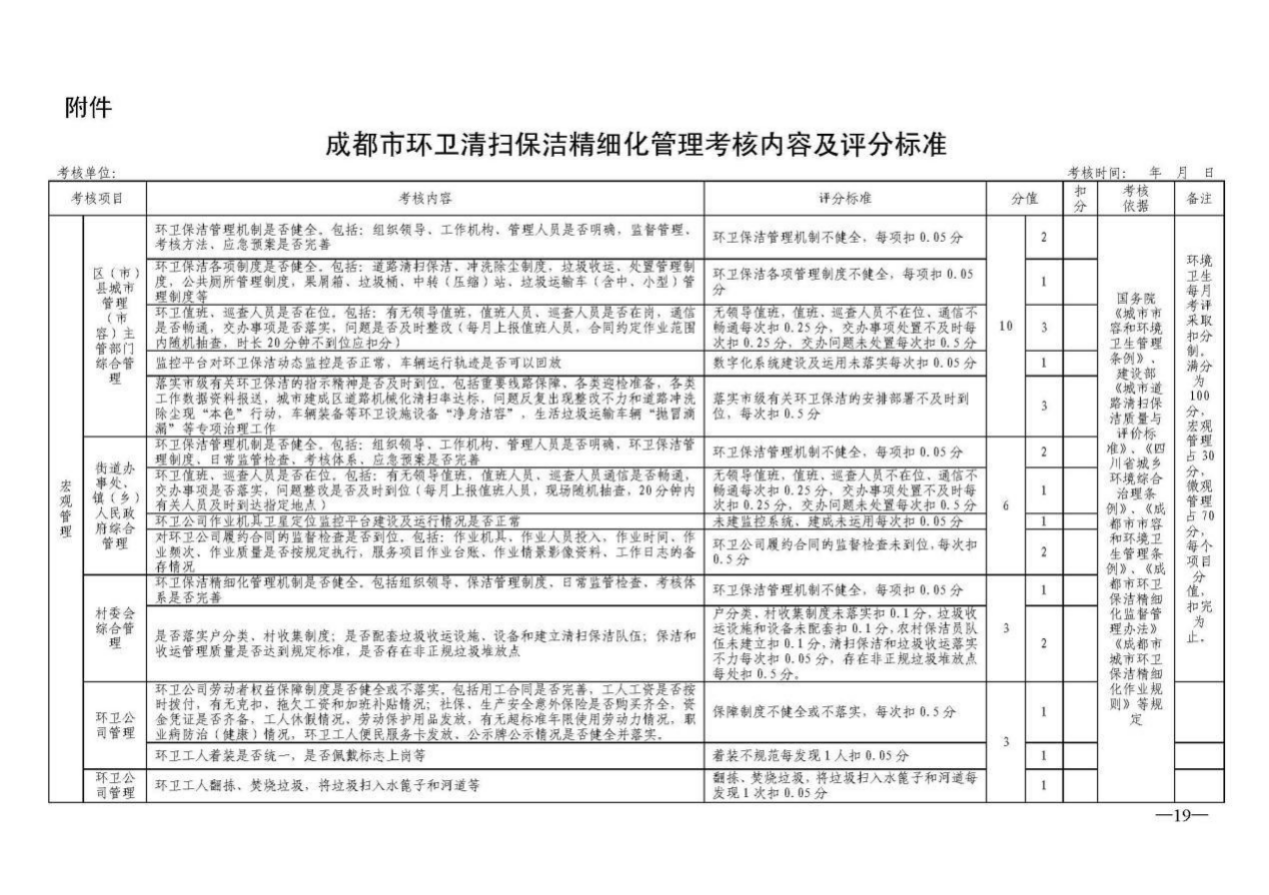 附件
成都市环卫清扫保洁精细化管理考核内容及评分标准
考核单位:
考核时间: 年 月 日
考核项目
考核内容
评分标准
分值
扣
分
考核
依据
备注
宏
观
管
理
区(市)
县城市
管理
(市
容)主
管部门
综合管
理
环卫保洁管理机制是否健全。包括:组织领导、工作机构、管理人员是否明确,监督管理、
考核方法、应急预案是否完善
环卫保洁管理机制不健全,每项扣 0.05 分
10
2
环卫保洁各项制度是否健全。包括:道路清扫保洁、冲洗除尘制度,垃圾收运、处置管理制
度,公共厕所管理制度,果屑箱、垃圾桶、中转(压缩)站、垃圾运输车(含中、小型)管
理制度等
环卫保洁各项管理制度不健全,每项扣 0.05
分
1
环卫值班、巡查人员是否在位。包括:有无领导值班,值班人员、巡查人员是否在岗,通信
是否畅通,交办事项是否落实,问题是否及时整改(每月上报值班人员,合同约定作业范围
内随机抽查,时长 20 分钟不到位应扣分)
无领导值班,值班、巡查人员不在位、通信不
畅通每次扣 0.25 分,交办事项处置不及时每
次扣 0.25 分,交办问题未处置每次扣 0.5 分
3
监控平台对环卫保洁动态监控是否正常,车辆运行轨迹是否可以回放
数字化系统建设及运用未落实每次扣 0.05 分
1
落实市级有关环卫保洁的指示精神是否及时到位。包括重要线路保障、各类迎检准备,各类
工作数据资料报送,城市建成区道路机械化清扫率达标,问题反复出现整改不力和道路冲洗
除尘现“本色”行动,车辆装备等环卫设施设备“净身洁容”,生活垃圾运输车辆“抛冒滴
漏”等专项治理工作
落实市级有关环卫保洁的安排部署不及时到
位,每次扣 0.5 分
3
街道办
事处、
镇(乡)
人民政
府综合
管理
环卫保洁管理机制是否健全。包括:组织领导、工作机构、管理人员是否明确,环卫保洁管
理制度、日常监管检查、考核体系、应急预案是否完善
环卫保洁管理机制不健全,每项扣 0.05 分
6
2
环卫值班、巡查人员是否在位。包括:有无领导值班,值班人员、巡查人员通信是否畅通,
交办事项是否落实,问题整改是否及时到位(每月上报值班人员,现场随机抽查,20 分钟内
有关人员及时到达指定地点)
无领导值班,值班、巡查人员不在位、通信不
畅通每次扣 0.25 分,交办事项处置不及时每
次扣 0.25 分,交办问题未处置每次扣 0.5 分
1
环卫公司作业机具卫星定位监控平台建设及运行情况是否正常
未建监控系统、建成未运用每次扣 0.05 分
1
对环卫公司履约合同的监督检查是否到位。包括:作业机具、作业人员投入,作业时间、作
业频次、作业质量是否按规定执行,服务项目作业台账、作业情景影像资料、工作日志的备
存情况
环卫公司履约合同的监督检查未到位,每次扣
0.5 分
2
村委会
综合管
理
环卫保洁精细化管理机制是否健全。包括组织领导、保洁管理制度、日常监管检查、考核体
系是否完善
环卫保洁管理机制不健全,每项扣 0.05 分
3
1
是否落实户分类、村收集制度;是否配套垃圾收运设施、设备和建立清扫保洁队伍;保洁和
收运管理质量是否达到规定标准,是否存在非正规垃圾堆放点
户分类、村收集制度未落实扣 0.1 分,垃圾收
运设施和设备未配套扣 0.1 分,农村保洁员队
伍未建立扣 0.1 分,清扫保洁和垃圾收运落实
不力每次扣 0.05 分,存在非正规垃圾堆放点
每处扣 0.5 分。
2
环卫公
司管理
环卫公司劳动者权益保障制度是否健全或不落实。包括用工合同是否完善,工人工资是否按
时拨付,有无克扣、拖欠工资和加班补贴情况;社保、生产安全意外保险是否购买齐全,资
金凭证是否齐备,工人休假情况、劳动保护用品发放,有无超标准年限使用劳动力情况,职
业病防治(健康)情况,环卫工人便民服务卡发放、公示牌公示情况是否健全并落实。
保障制度不健全或不落实,每次扣 0.5 分
3
1
环卫工人着装是否统一,是否佩戴标志上岗等
着装不规范每发现 1 人扣 0.05 分
1
环卫公
司管理
环卫工人翻拣、焚烧垃圾,将垃圾扫入水篦子和河道等
翻拣、焚烧垃圾,将垃圾扫入水篦子和河道每
发现 1 次扣 0.05 分
1
国务院
《城市市
容和环境
卫生管理
条例》、
建设部
《城市道
路清扫保
洁质量与
评价标
准》、《四
川省城乡
环境综合
治理条
例》、《成
都市市容
和环境卫
生管理条
例》、《成
都市环卫
保洁精细
化监督管
理办法》
《成都市
城市环卫
保洁精细
化作业规
则》等规
定
环境
卫生
每月
考评
采取
扣分
制。
满分
为
100
分,
宏观
管理
占 30
分,
微观
管理
占 70
分,
每个
项目
分
值,
扣完
为
止。
—19—